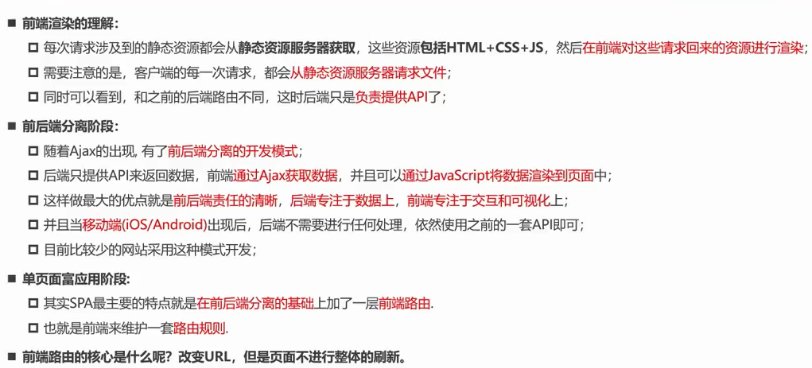 前端渲染的理解:
每次请求涉及到的静态资源都会从静态资源服务器获取，这些资源包括HTML+CSS+JS，然后在前端对这些请求回来的资源进行渲染;
需要注意的是，客户端的每一次请求，都会从静态资源服务器请求文件;
同时可以看到，和之前的后端路由不同，这时后端只是负责提供API了;
前后端分离阶段:
随着Ajax的出现, 有了前后端分离的开发模式;
后端只提供API来返回数据，前端通过Ajax获取数据，并且可以通过JavaScript将数据渲染到页面中;
这样做最大的优点就是前后端责任的清晰，后端专注于数据上，前端专注于交互和可视化上;
并且当移动端(iOS/Android)出现后，后端不需要进行任何处理，依然使用之前的一套API即可;
目前比较少的网站采用这种模式开发;
单页面富应用阶段:
其实SPA最主要的特点就是在前后端分离的基础上加了一层前端路由.
也就是前端来维护一套路由规则.
前端路由的核心是什么呢？改变URL，但是页面不进行整体的刷新。